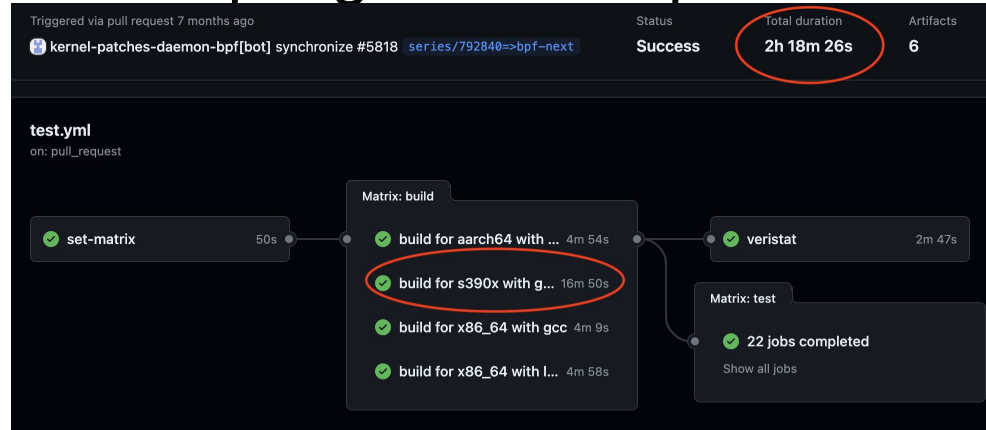 Triggered via pull request 7 months ago
Status
Total duration
Artifacts
kernel-patches-daemon-bpf[bot] synchronize #5818 series/792840=>bpf-next
Success
2h 18m 26s
6
test.yml
on: pull_request
Matrix: build
set-matrix 50s
build for aarch64 with ... 4m 54s
build for s390x with g... 16m 50s
build for x86_64 with gcc 4m 9s
build for x86_64 with l... 4m 58s
veristat 2m 47s
Matrix: test
22 jobs completed
Show all jobs